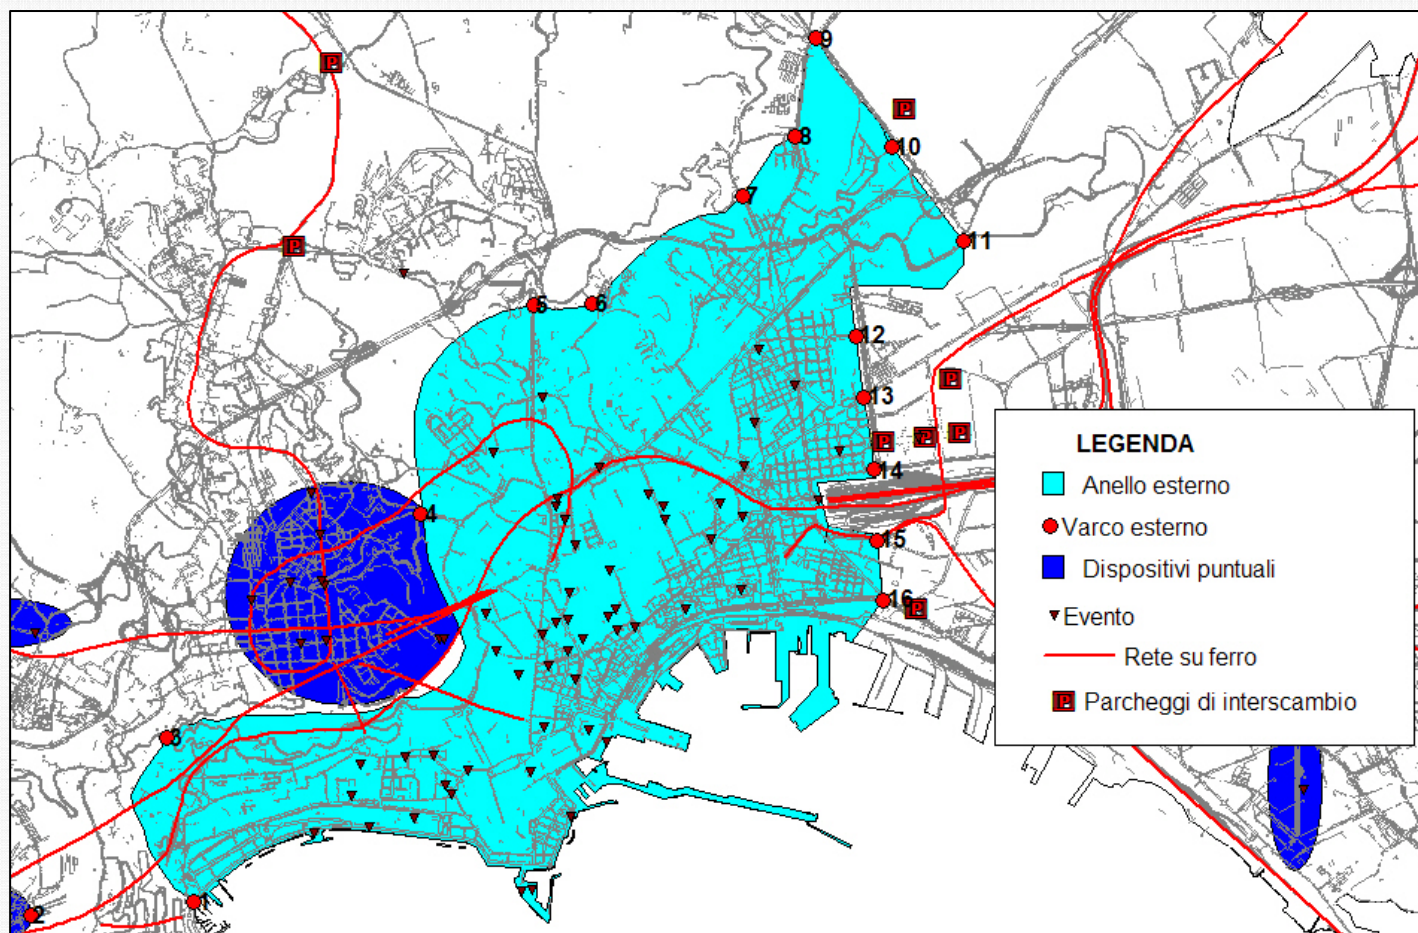 9
8
10
7
11
5
6
12
13
14
4
15
16
3
1
2
P
P
P
P
P
P
P
P
LEGENDA
Anello esterno
Varco esterno
Dispositivi puntuali
Evento
Rete su ferro
P Parcheggi di interscambio